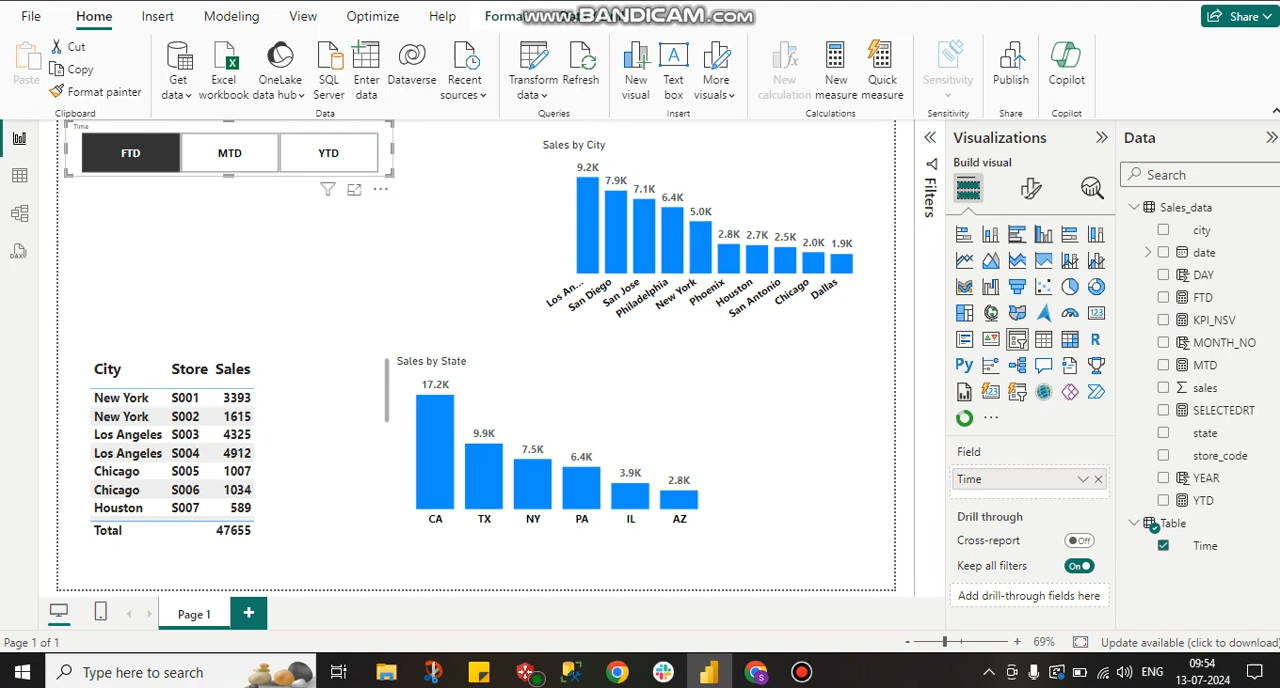 File Home Insert Modeling View Optimize Help
www.BANDICAM.com
Share
Paste
Cut
Copy
Format painter
Clipboard
Get data
Excel workbook
OneLake data hub
SQL Server
Enter data
Dataverse
Recent sources
Data
Transform data
Refresh
Queries
New visual
Text box
More visuals
Insert
New calculation
New measure
Quick measure
Calculations
Sensitivity
Sensitivity
Publish
Share
Copilot
Copilot
Time
FTD MTD YTD
Sales by City
9.2K 7.9K 7.1K 6.4K 5.0K 2.8K 2.7K 2.5K 2.0K 1.9K
Los An... San Diego San Jose Philadelphia New York Phoenix Houston San Antonio Chicago Dallas
City Store Sales
New York S001 3393
New York S002 1615
Los Angeles S003 4325
Los Angeles S004 4912
Chicago S005 1007
Chicago S006 1034
Houston S007 589
Total 47655
Sales by State
17.2K 9.9K 7.5K 6.4K 3.9K 2.8K
CA TX NY PA IL AZ
Filters
Visualizations
Build visual
123
R
Py
123
Field
Time
Drill through
Cross-report Off
Keep all filters On
Add drill-through fields here
Data
Search
Sales_data
city
date
DAY
FTD
KPI_NSV
MONTH_NO
MTD
sales
SELECTEDRT
state
store_code
YEAR
YTD
Table
Time
Page 1
Page 1 of 1
69%
Update available (click to download)
Type here to search
ENG
09:54
13-07-2024